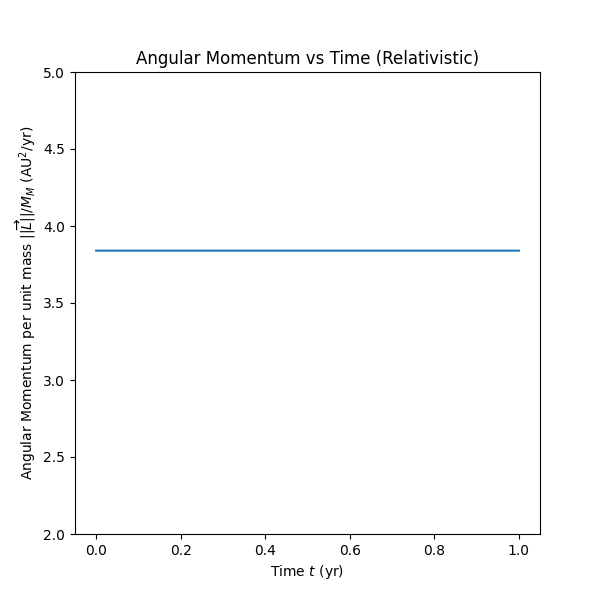 Angular Momentum vs Time (Relativistic)
Angular Momentum per unit mass ||L⃗||/M_M (AU²/yr)
5.0
4.5
4.0
3.5
3.0
2.5
2.0
0.0 0.2 0.4 0.6 0.8 1.0
Time t (yr)